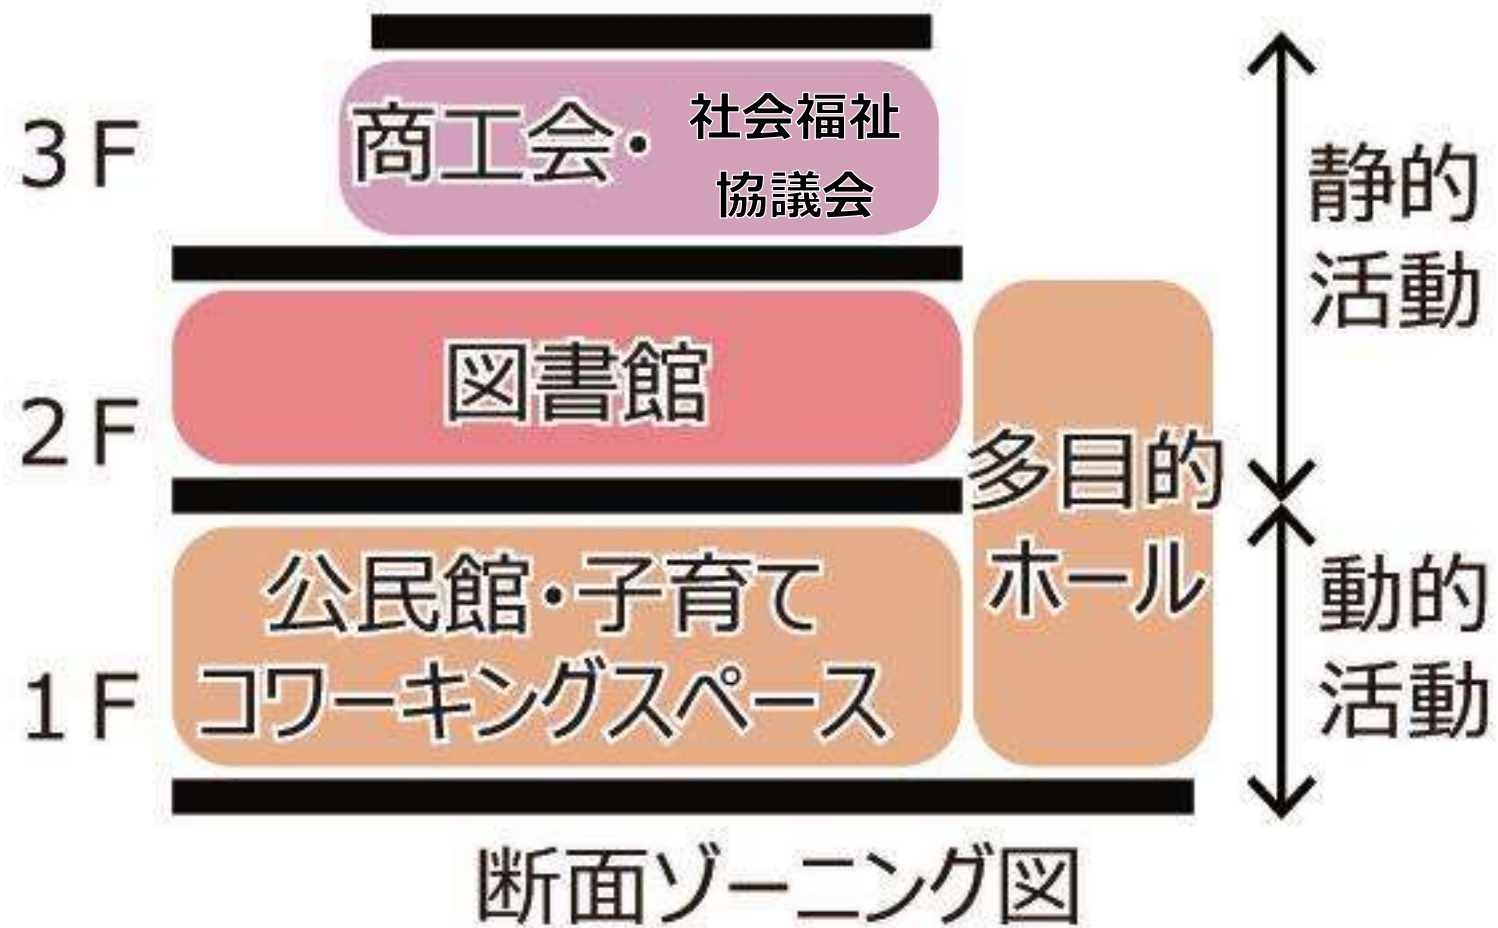 3F
商工会・
社会福祉
協議会
静的
活動
2F
図書館
多目的
ホール
1F
公民館・子育て
コワーキングスペース
動的
活動
断面ゾーニング図